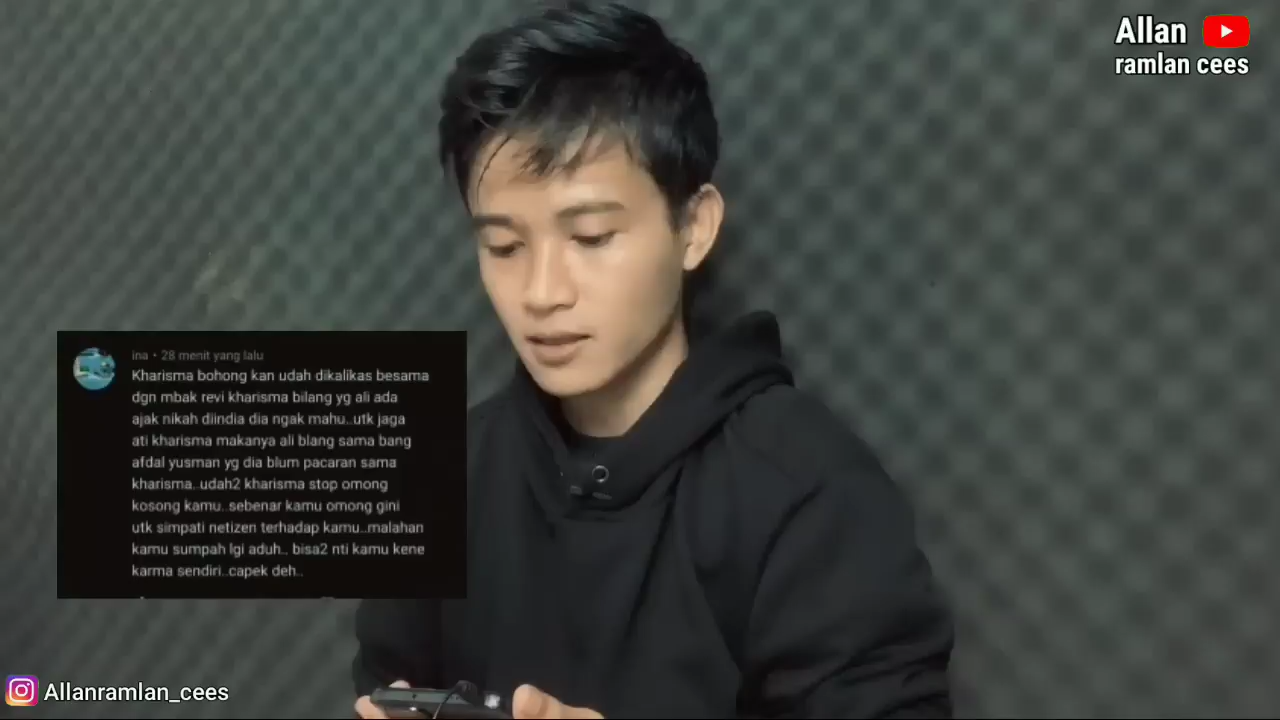 Allan
ramlan cees
ina • 28 menit yang lalu
Kharisma bohong kan udah dikalikas besama
dgn mbak revi kharisma bilang yg ali ada
ajak nikah diindia dia ngak mahu..utk jaga
ati kharisma makanya ali blang sama bang
afdal yusman yg dia blum pacaran sama
kharisma..udah2 kharisma stop omong
kosong kamu..sebenar kamu omong gini
utk simpati netizen terhadap kamu..malahan
kamu sumpah lgi aduh.. bisa2 nti kamu kene
karma sendiri..capek deh..
Allanramlan_cees